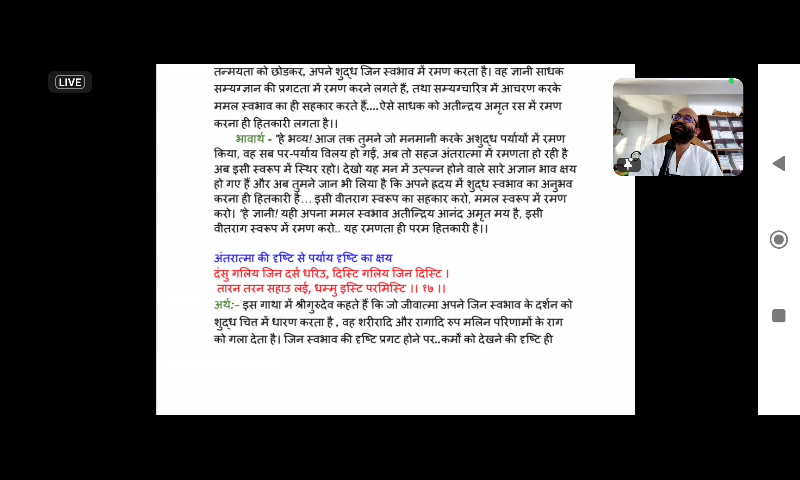 LIVE
तन्मयता को छोडकर, अपने शुद्ध जिन स्वभाव में रमण करता है। वह ज्ञानी साधक
सम्यग्ज्ञान की प्रगटता में रमण करने लगते हैं, तथा सम्यग्चारित्र में आचरण करके
ममल स्वभाव का ही सहकार करते हैं....ऐसे साधक को अतीन्द्रिय अमृत रस में रमण
करना ही हितकारी लगता है।।
भावार्थ - "हे भव्य! आज तक तुमने जो मनमानी करके अशुद्ध पर्यायों में रमण
किया, वह सब पर-पर्याय विलय हो गई, अब तो सहज अंतरात्मा में रमणता हो रही है
अब इसी स्वरूप में स्थिर रहो। देखो यह मन में उत्पन्न होने वाले सारे अज्ञान भाव क्षय
हो गए हैं और अब तुमने जान भी लिया है कि अपने ह्रदय में शुद्ध स्वभाव का अनुभव
करना ही हितकारी है... इसी वीतराग स्वरूप का सहकार करो, ममल स्वरूप में रमण
करो। "हे ज्ञानी! यही अपना ममल स्वभाव अतीन्द्रिय आनंद अमृत मय है, इसी
वीतराग स्वरूप में रमण करो.. यह रमणता ही परम हितकारी है।।
अंतरात्मा की दृष्टि से पर्याय दृष्टि का क्षय
दंसु गलिय जिन दर्स धरिउ, दिस्टि गलिय जिन दिस्टि ।
तारन तरन सहाउ लई, धम्मु इस्टि परमिस्टि ।। १७ ।।
अर्थ:- इस गाथा में श्रीगुरुदेव कहते हैं कि जो जीवात्मा अपने जिन स्वभाव के दर्शन को
शुद्ध चित्त में धारण करता है , वह शरीरादि और रागादि रुप मलिन परिणामों के राग
को गला देता है। जिन स्वभाव की दृष्टि प्रगट होने पर..कर्मों को देखने की दृष्टि ही